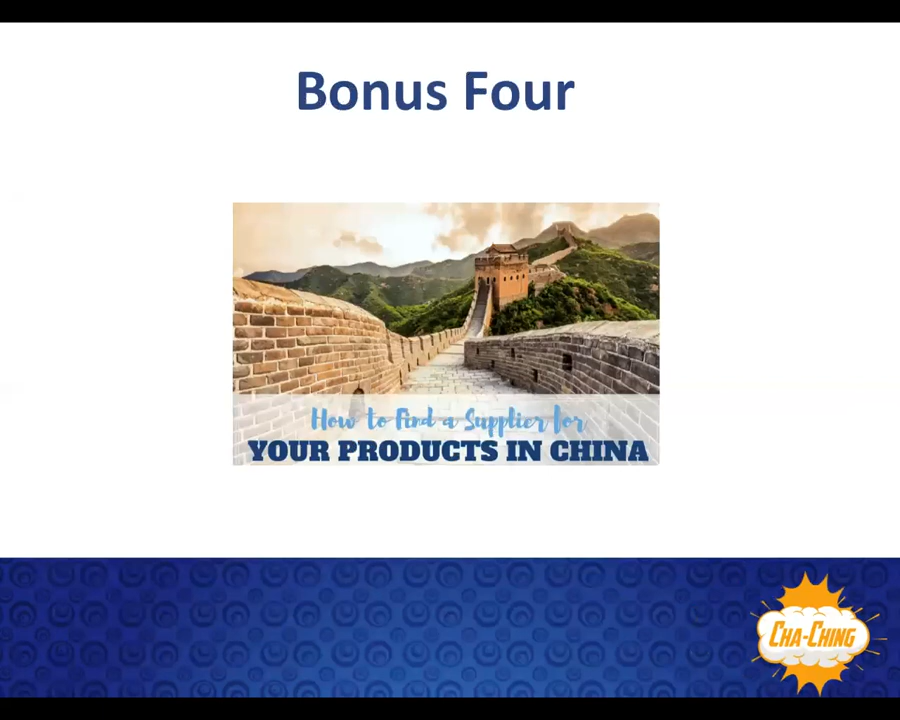 Bonus Four
How to Find a Supplier for
YOUR PRODUCTS IN CHINA
CHA-CHING